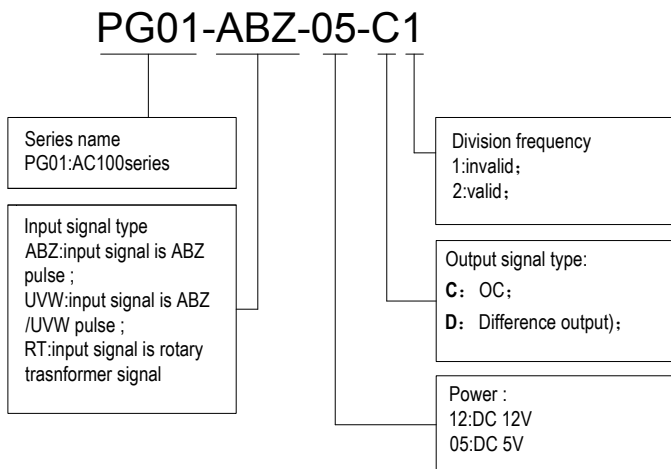 PG01-ABZ-05-C1
Series name
PG01:AC100series
Input signal type
ABZ:input signal is ABZ
pulse ;
UVW:input signal is ABZ
/UVW pulse ;
RT:input signal is rotary
trasnformer signal
Division frequency
1:invalid；
2:valid；
Output signal type:
C： OC；
D： Difference output)；
Power :
12:DC 12V
05:DC 5V